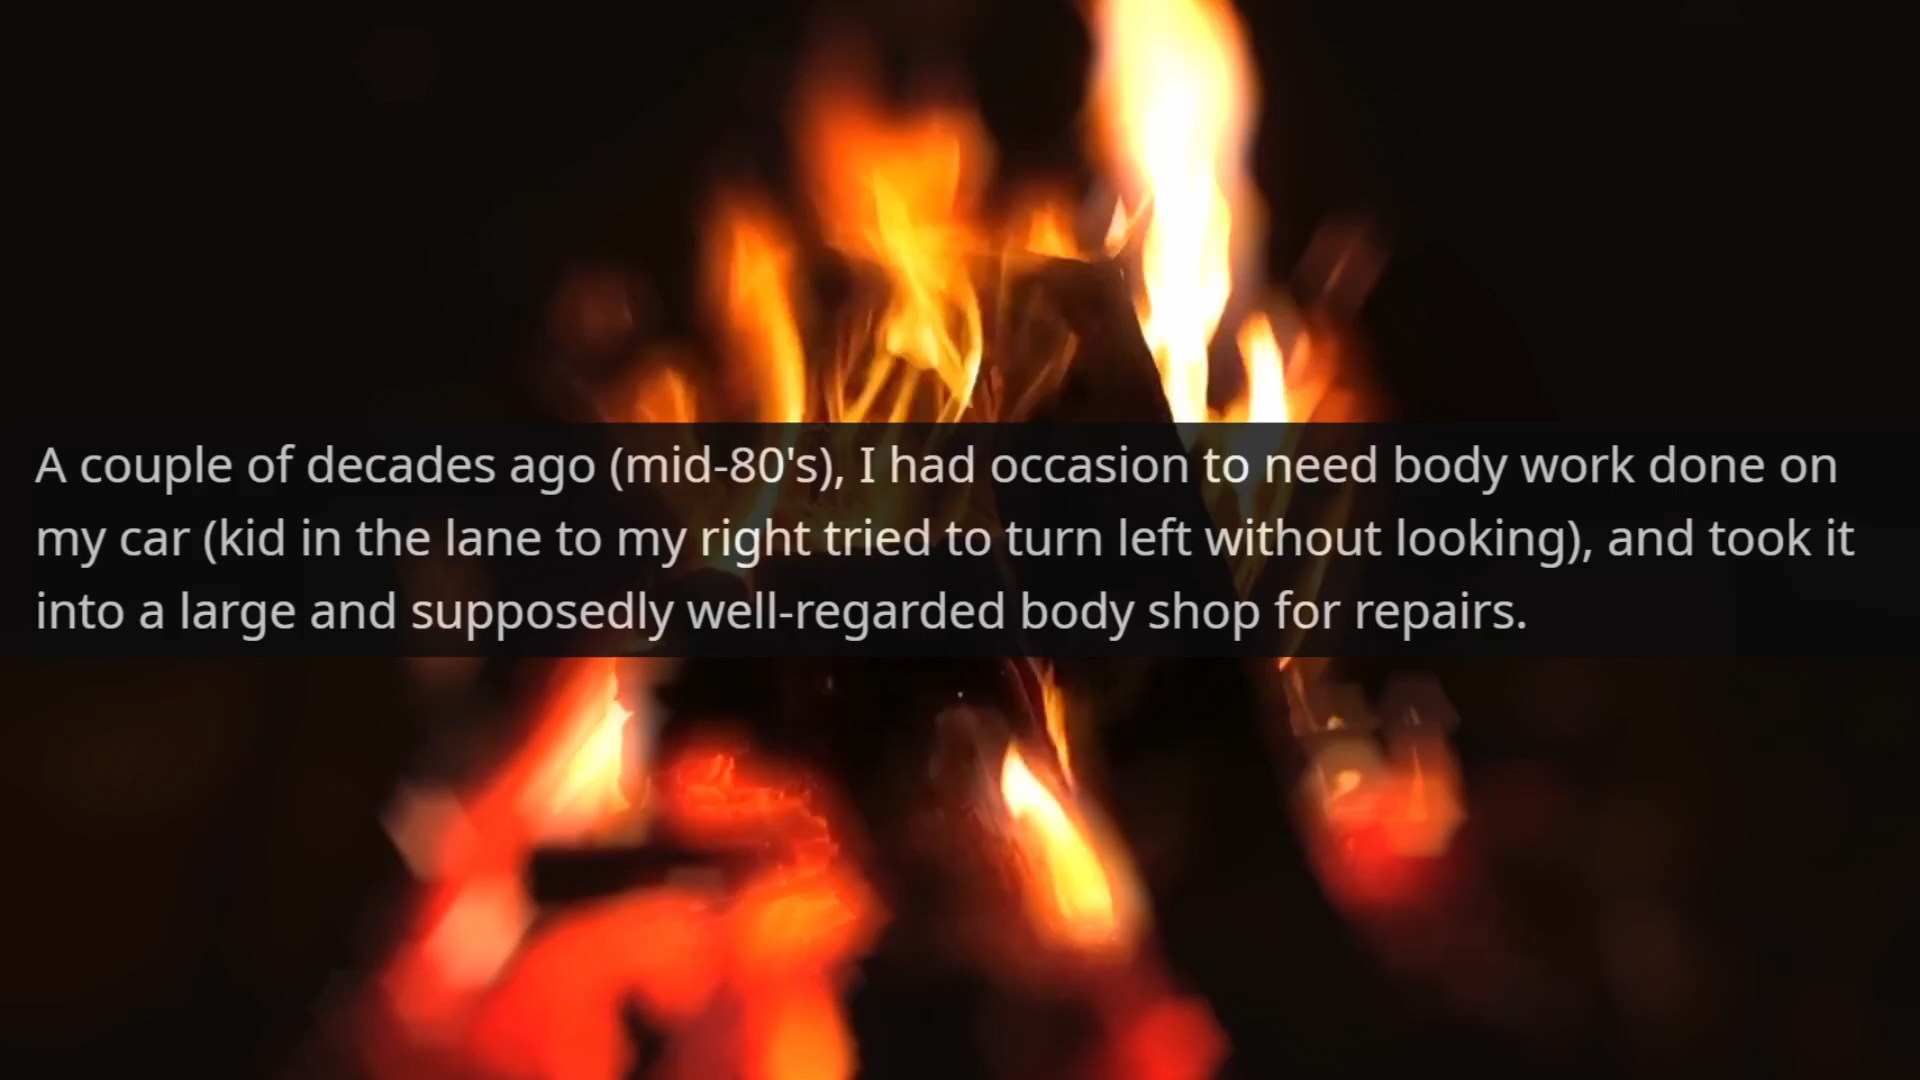 A couple of decades ago (mid-80's), I had occasion to need body work done on
my car (kid in the lane to my right tried to turn left without looking), and took it
into a large and supposedly well-regarded body shop for repairs.